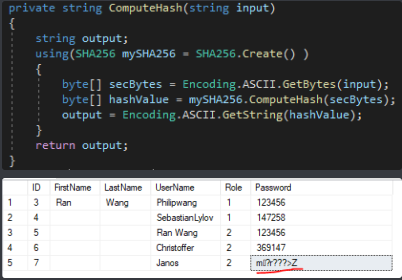 private string ComputeHash(string input)
{
string output;
using(SHA256 mySHA256 = SHA256.Create() )
{
byte[] secBytes = Encoding.ASCII.GetBytes(input);
byte[] hashValue = mySHA256.ComputeHash(secBytes);
output = Encoding.ASCII.GetString(hashValue);
}
return output;
}
ID FirstName LastName UserName Role Password
1 3 Ran Wang Philipwang 1 123456
2 4 SebastianLylov 1 147258
3 5 Ran Wang 2 123456
4 6 Christoffer 2 369147
5 7 Janos 2